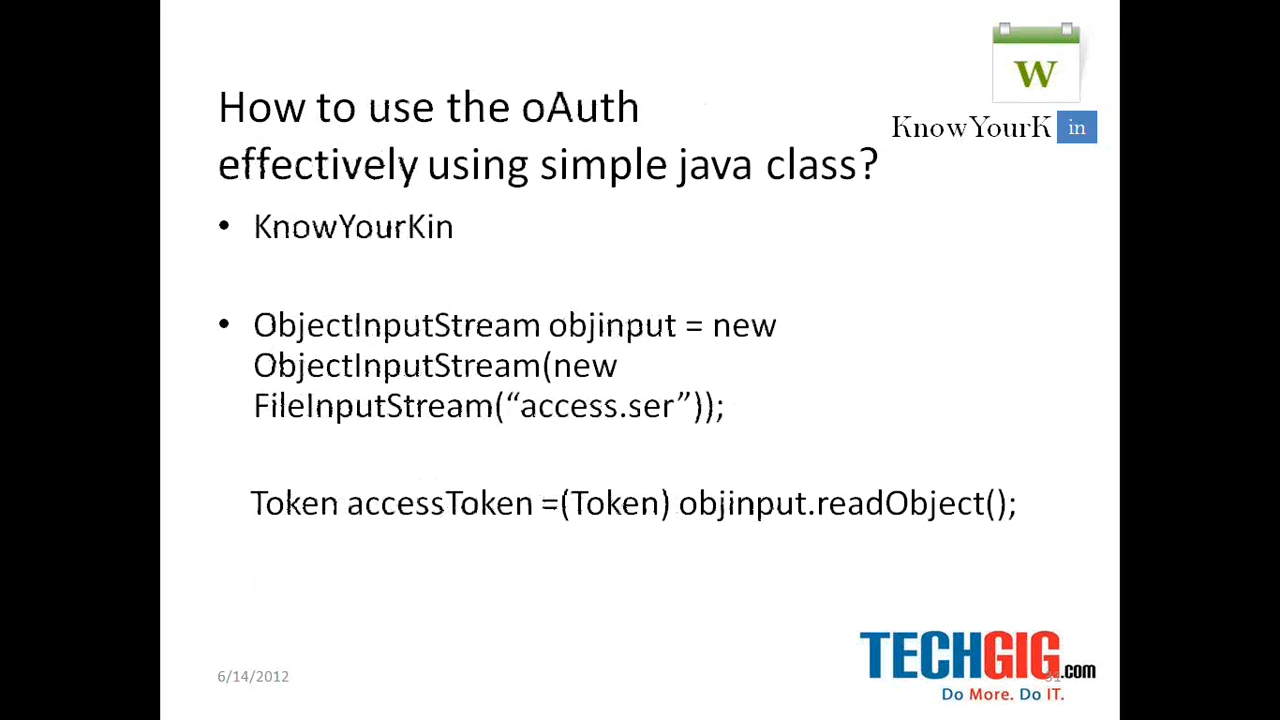 W
KnowYourK in
How to use the oAuth
effectively using simple java class?
• KnowYourKin
• ObjectInputStream objinput = new
ObjectInputStream(new
FileInputStream(“access.ser”));
Token accessToken =(Token) objinput.readObject();
6/14/2012
TECHGIG.com
Do More. Do IT.